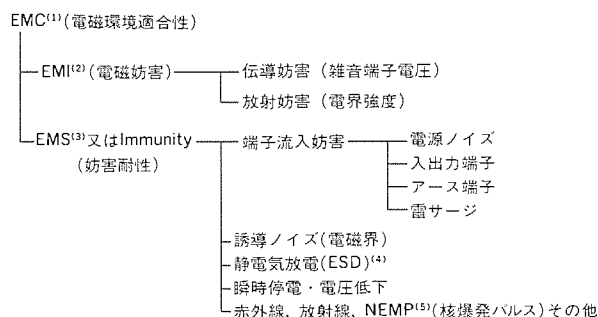 EMC(1)(電磁環境適合性)
EMI(2)(電磁妨害)
伝導妨害(雑音端子電圧)
放射妨害(電界強度)
EMS(3)又はImmunity
(妨害耐性)
端子流入妨害
電源ノイズ
入出力端子
アース端子
雷サージ
誘導ノイズ(電磁界)
静電気放電(ESD)(4)
瞬時停電・電圧低下
赤外線, 放射線, NEMP(5)(核爆発パルス)その他